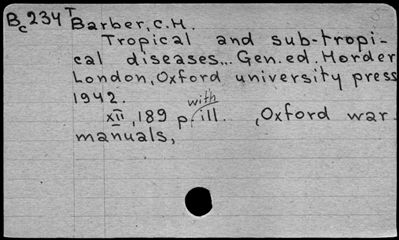 Bc234 T Barber, C.H.
Tropical and sub-tropi-
cal diseases... Gen. ed. Horder
London, Oxford university press
1942.
with
xii, 189 p. ill. , Oxford war
manuals,